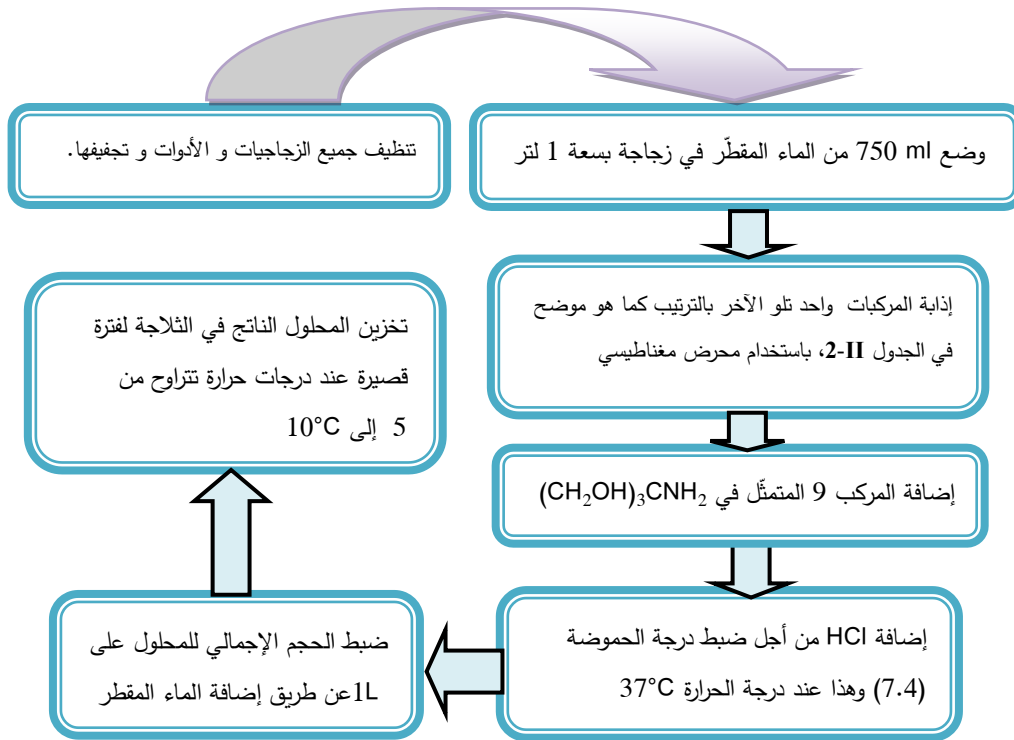 تنظيف جميع الزجاجيات و الأدوات و تجفيفها.
وضع 750 ml من الماء المقطّر في زجاجة بسعة 1 لتر
إذابة المركبات واحد تلو الآخر بالترتيب كما هو موضح
في الجدول 2-II، باستخدام محرض مغناطيسي
إضافة المركب 9 المتمثّل في (CH₂OH)₃CNH₂
إضافة HCl من أجل ضبط درجة الحموضة
(7.4) وهذا عند درجة الحرارة 37°C
ضبط الحجم الإجمالي للمحلول على
1L عن طريق إضافة الماء المقطر
تخزين المحلول الناتج في الثلاجة لفترة
قصيرة عند درجات حرارة تتراوح من
5 إلى 10°C